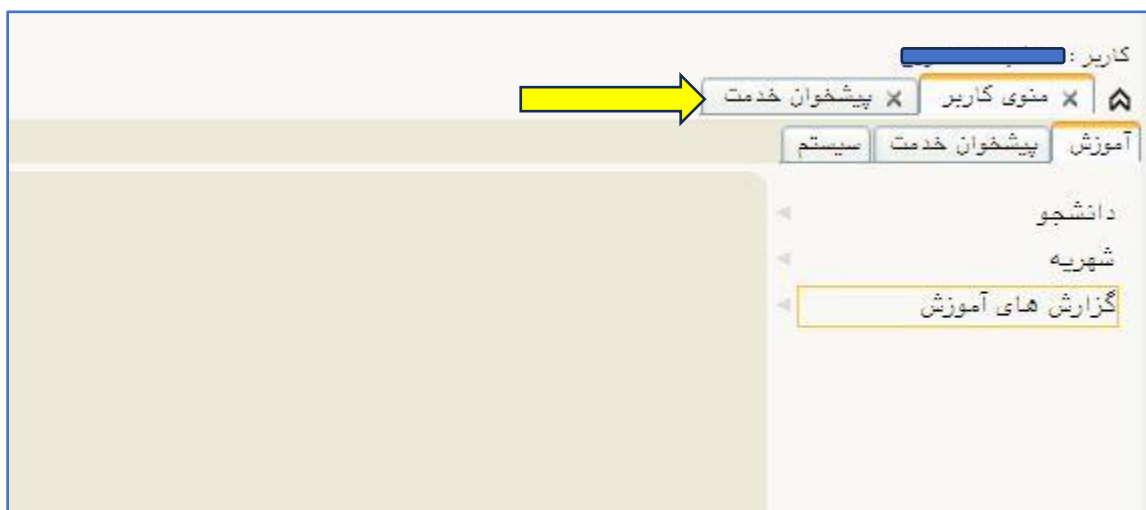 کاربر :
منوی کاربر پیشخوان خدمت
آموزش پیشخوان خدمت سیستم
دانشجو
شهریه
گزارش های آموزش